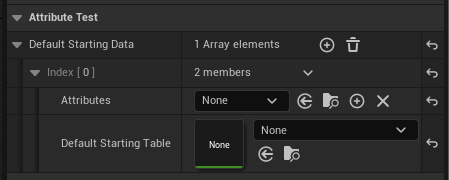 Attribute Test
Default Starting Data 1 Array elements
Index [ 0 ] 2 members
Attributes None
None
Default Starting Table None